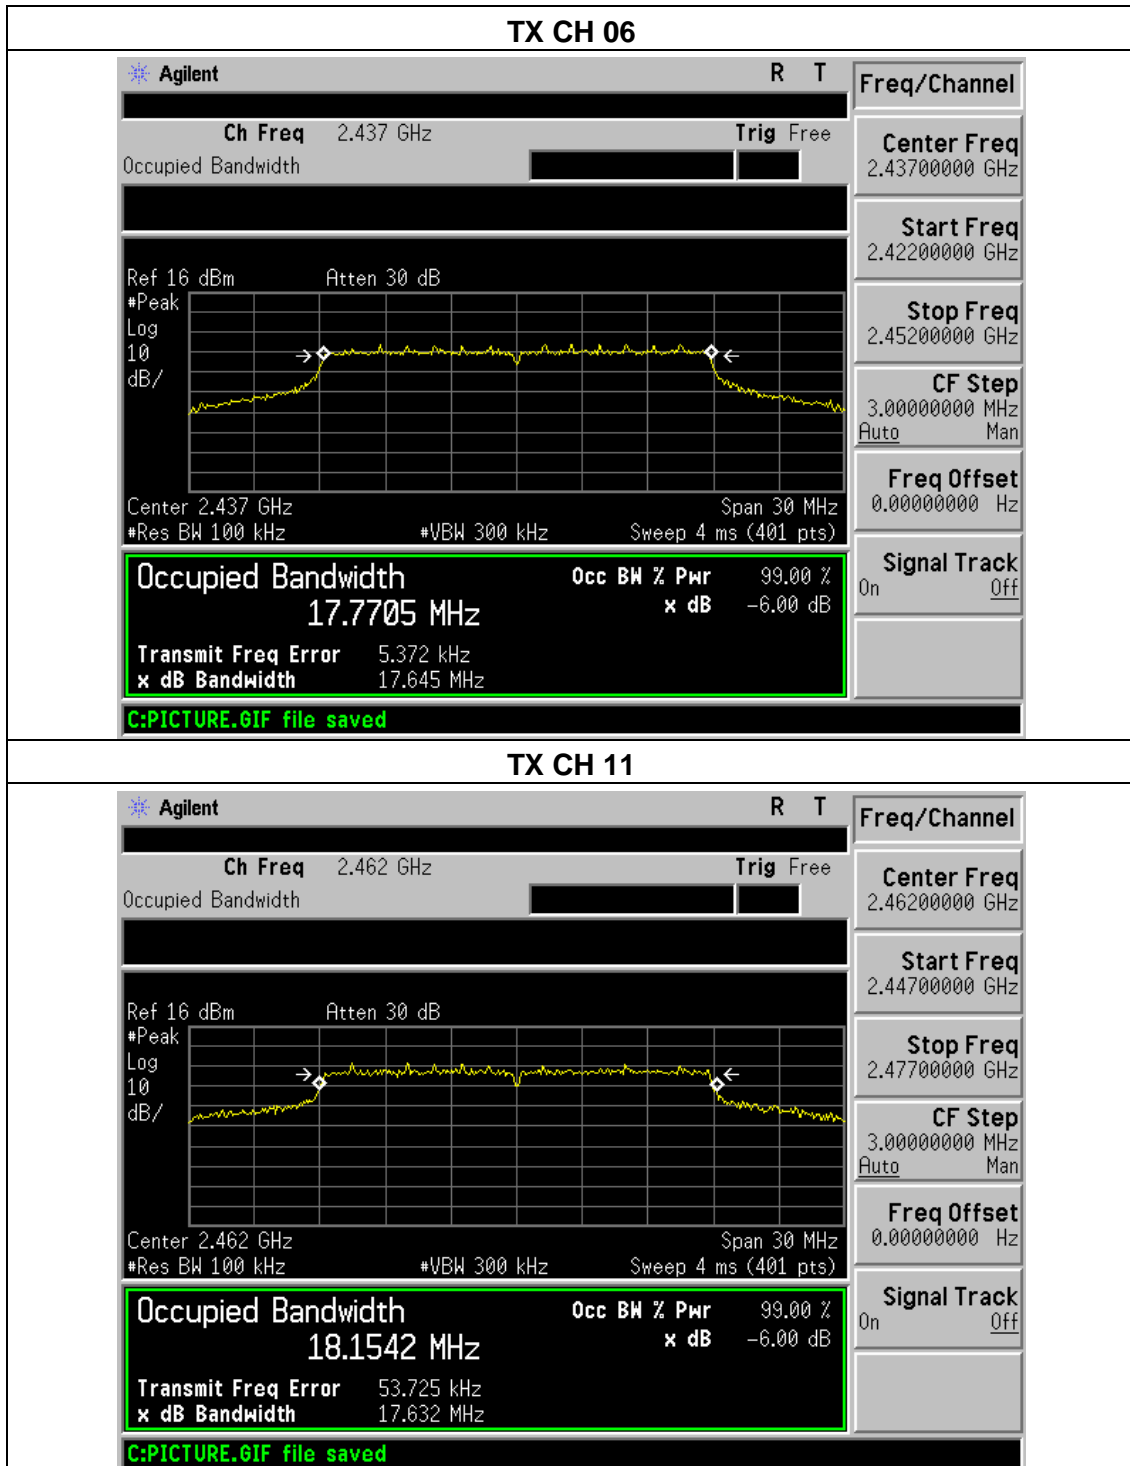 TX CH 06
Agilent R T
Freq/Channel
Ch Freq 2.437 GHz Trig Free
Occupied Bandwidth
Center Freq
2.43700000 GHz
Start Freq
2.42200000 GHz
Stop Freq
2.45200000 GHz
CF Step
3.00000000 MHz
Auto Man
Freq Offset
0.00000000 Hz
Signal Track
On Off
Ref 16 dBm Atten 30 dB
#Peak
Log
10
dB/
Center 2.437 GHz Span 30 MHz
#Res BW 100 kHz #VBW 300 kHz Sweep 4 ms (401 pts)
Occupied Bandwidth Occ BW % Pwr 99.00 %
17.7705 MHz x dB -6.00 dB
Transmit Freq Error 5.372 kHz
x dB Bandwidth 17.645 MHz
C:PICTURE.GIF file saved
TX CH 11
Agilent R T
Freq/Channel
Ch Freq 2.462 GHz Trig Free
Occupied Bandwidth
Center Freq
2.46200000 GHz
Start Freq
2.44700000 GHz
Stop Freq
2.47700000 GHz
CF Step
3.00000000 MHz
Auto Man
Freq Offset
0.00000000 Hz
Signal Track
On Off
Ref 16 dBm Atten 30 dB
#Peak
Log
10
dB/
Center 2.462 GHz Span 30 MHz
#Res BW 100 kHz #VBW 300 kHz Sweep 4 ms (401 pts)
Occupied Bandwidth Occ BW % Pwr 99.00 %
18.1542 MHz x dB -6.00 dB
Transmit Freq Error 53.725 kHz
x dB Bandwidth 17.632 MHz
C:PICTURE.GIF file saved